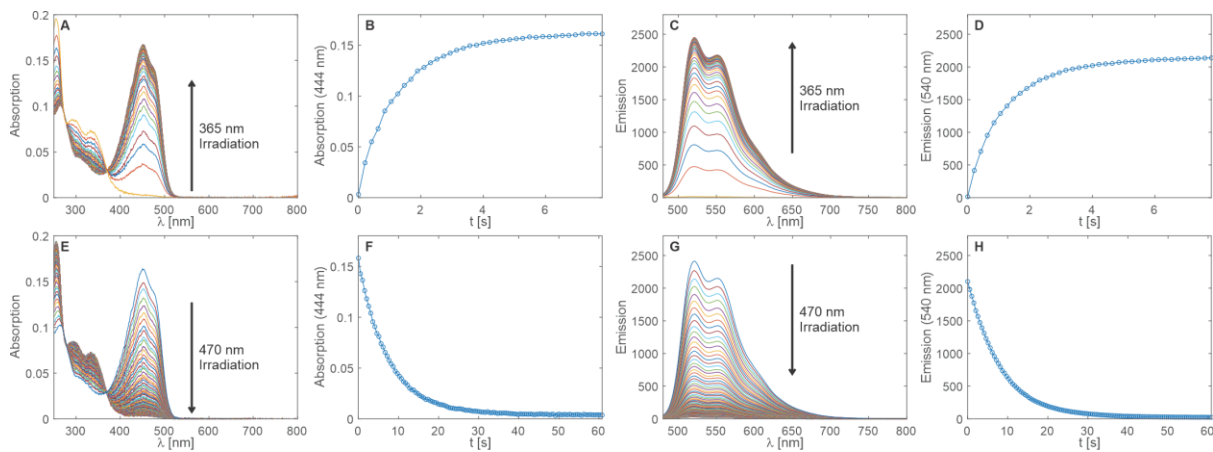 A
Absorption
0.2
0.15
0.1
0.05
0
365 nm
Irradiation
300 400 500 600 700 800
λ [nm]
B
Absorption (444 nm)
0.15
0.1
0.05
0
0 2 4 6
t [s]
C
Emission
2500
2000
1500
1000
500
0
365 nm
Irradiation
500 550 600 650 700 750 800
λ [nm]
D
Emission (540 nm)
2500
2000
1500
1000
500
0
0 2 4 6
t [s]
E
Absorption
0.2
0.15
0.1
0.05
0
470 nm
Irradiation
300 400 500 600 700 800
λ [nm]
F
Absorption (444 nm)
0.15
0.1
0.05
0
0 10 20 30 40 50 60
t [s]
G
Emission
2500
2000
1500
1000
500
0
470 nm
Irradiation
500 550 600 650 700 750 800
λ [nm]
H
Emission (540 nm)
2500
2000
1500
1000
500
0
0 10 20 30 40 50 60
t [s]